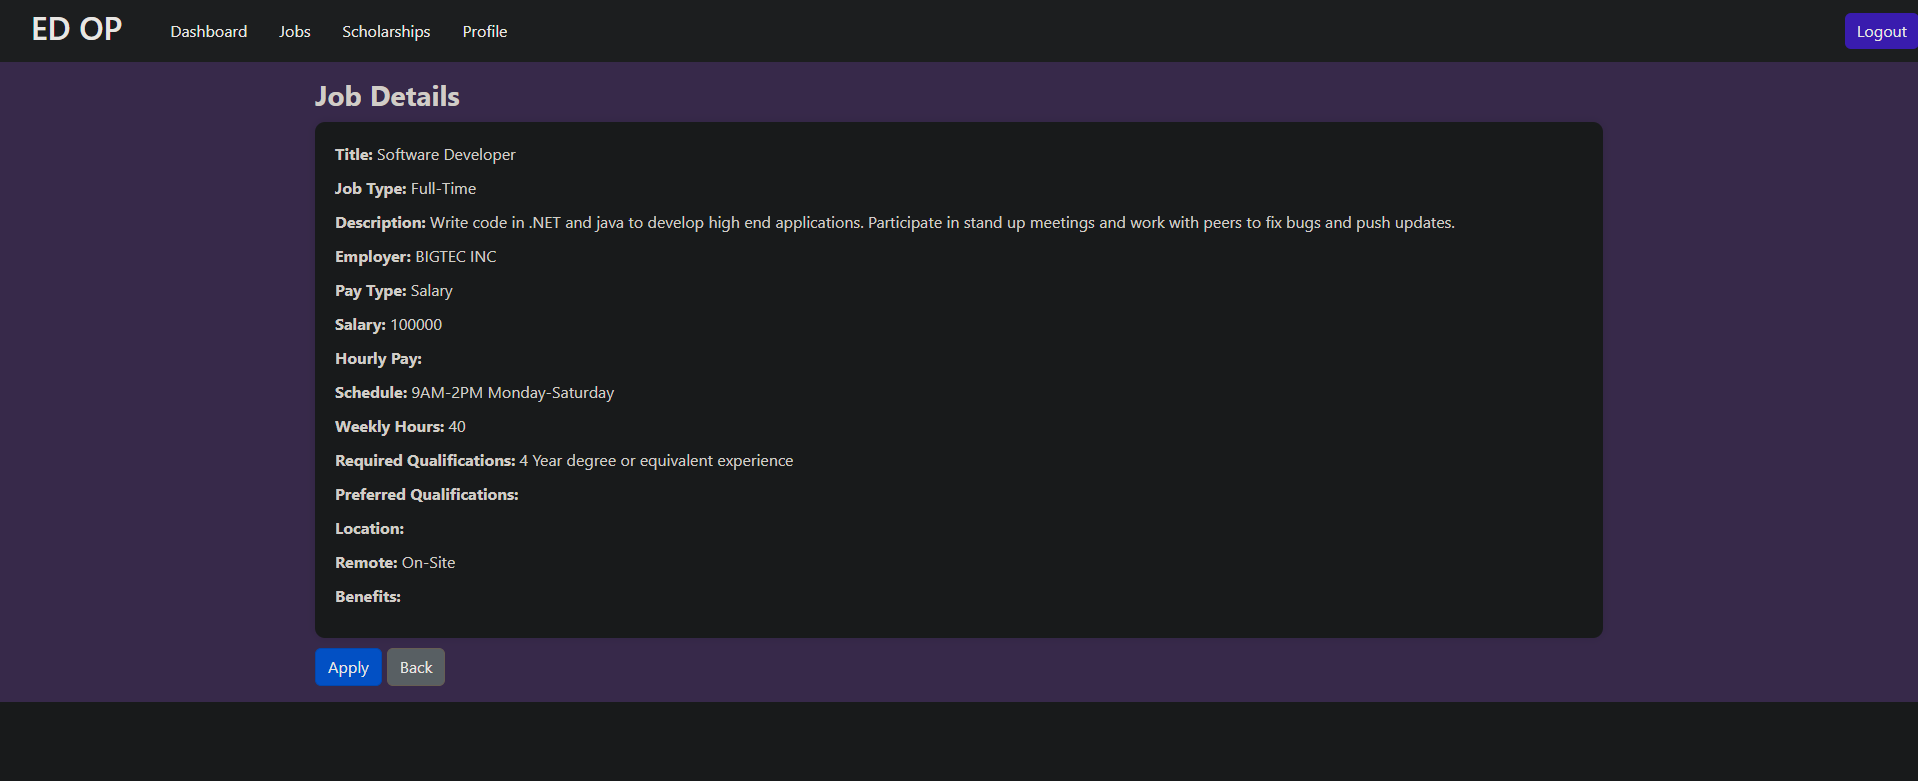 ED OP Dashboard Jobs Scholarships Profile Logout
Job Details
Title: Software Developer
Job Type: Full-Time
Description: Write code in .NET and java to develop high end applications. Participate in stand up meetings and work with peers to fix bugs and push updates.
Employer: BIGTEC INC
Pay Type: Salary
Salary: 100000
Hourly Pay:
Schedule: 9AM-2PM Monday-Saturday
Weekly Hours: 40
Required Qualifications: 4 Year degree or equivalent experience
Preferred Qualifications:
Location:
Remote: On-Site
Benefits:
Apply Back